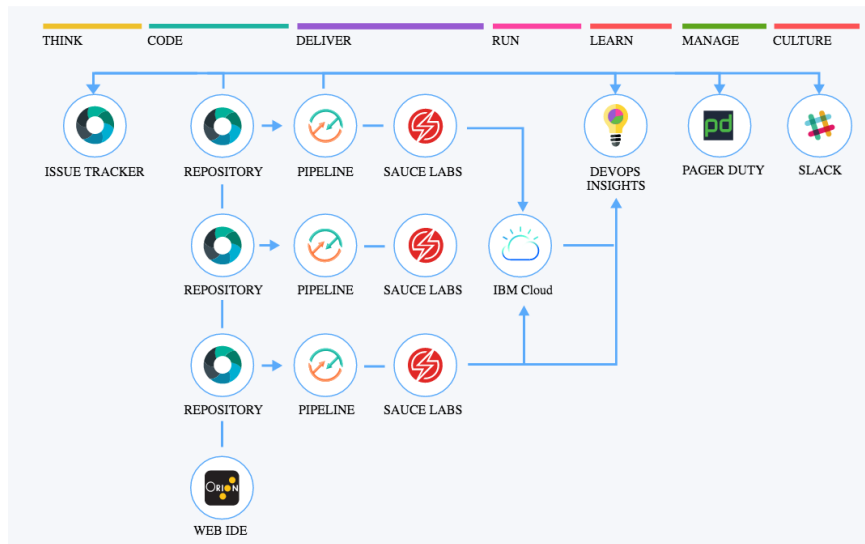 THINK
CODE
DELIVER
RUN
LEARN
MANAGE
CULTURE
pd
ISSUE TRACKER
REPOSITORY
PIPELINE
SAUCE LABS
DEVOPS
INSIGHTS
PAGER DUTY
SLACK
REPOSITORY
PIPELINE
SAUCE LABS
IBM Cloud
REPOSITORY
PIPELINE
SAUCE LABS
ORION
WEB IDE